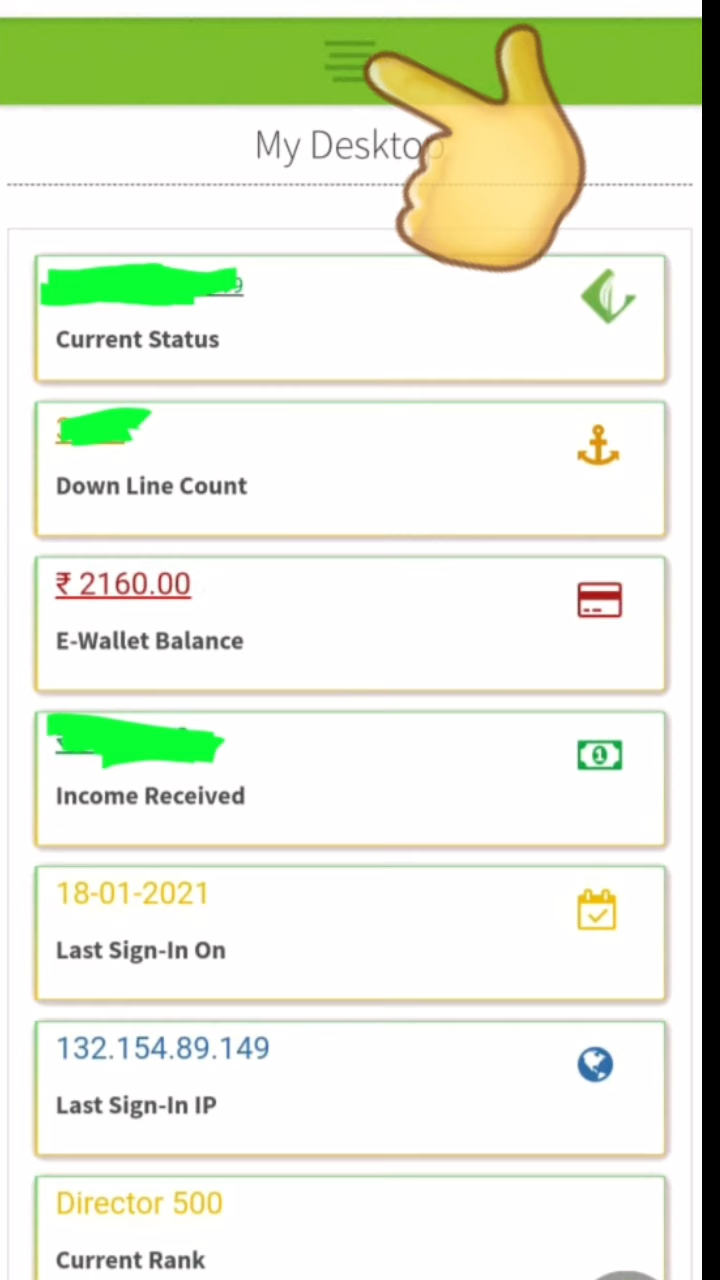 My Desktop
Current Status
Down Line Count
₹ 2160.00
E-Wallet Balance
Income Received
18-01-2021
Last Sign-In On
132.154.89.149
Last Sign-In IP
Director 500
Current Rank